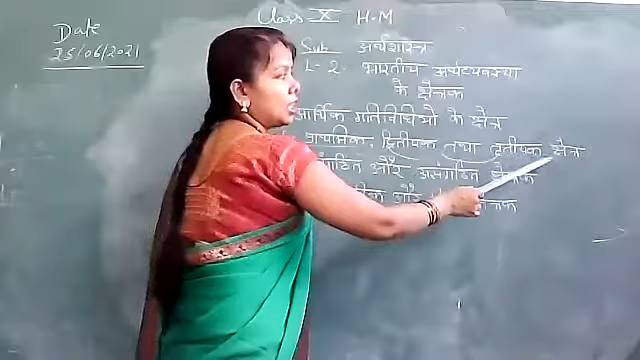 Date
25/06/2021
Class X H.M
Sub अर्थशास्त्र
L-2. भारतीय अर्थव्यवस्था
के क्षेत्रक
आर्थिक गतिविधियों के क्षेत्र
प्राथमिक, द्वितीयक तथा तृतीयक क्षेत्र
संगठित और असंगठित क्षेत्रक
और